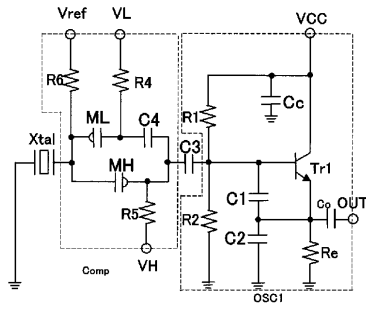 Vref VL VCC
R6 R4
R1 Cc
ML C4
Xtal
MH C3
Tr1
R5 R2 C1 Co OUT
C2 Re
VH
Comp
OSC1